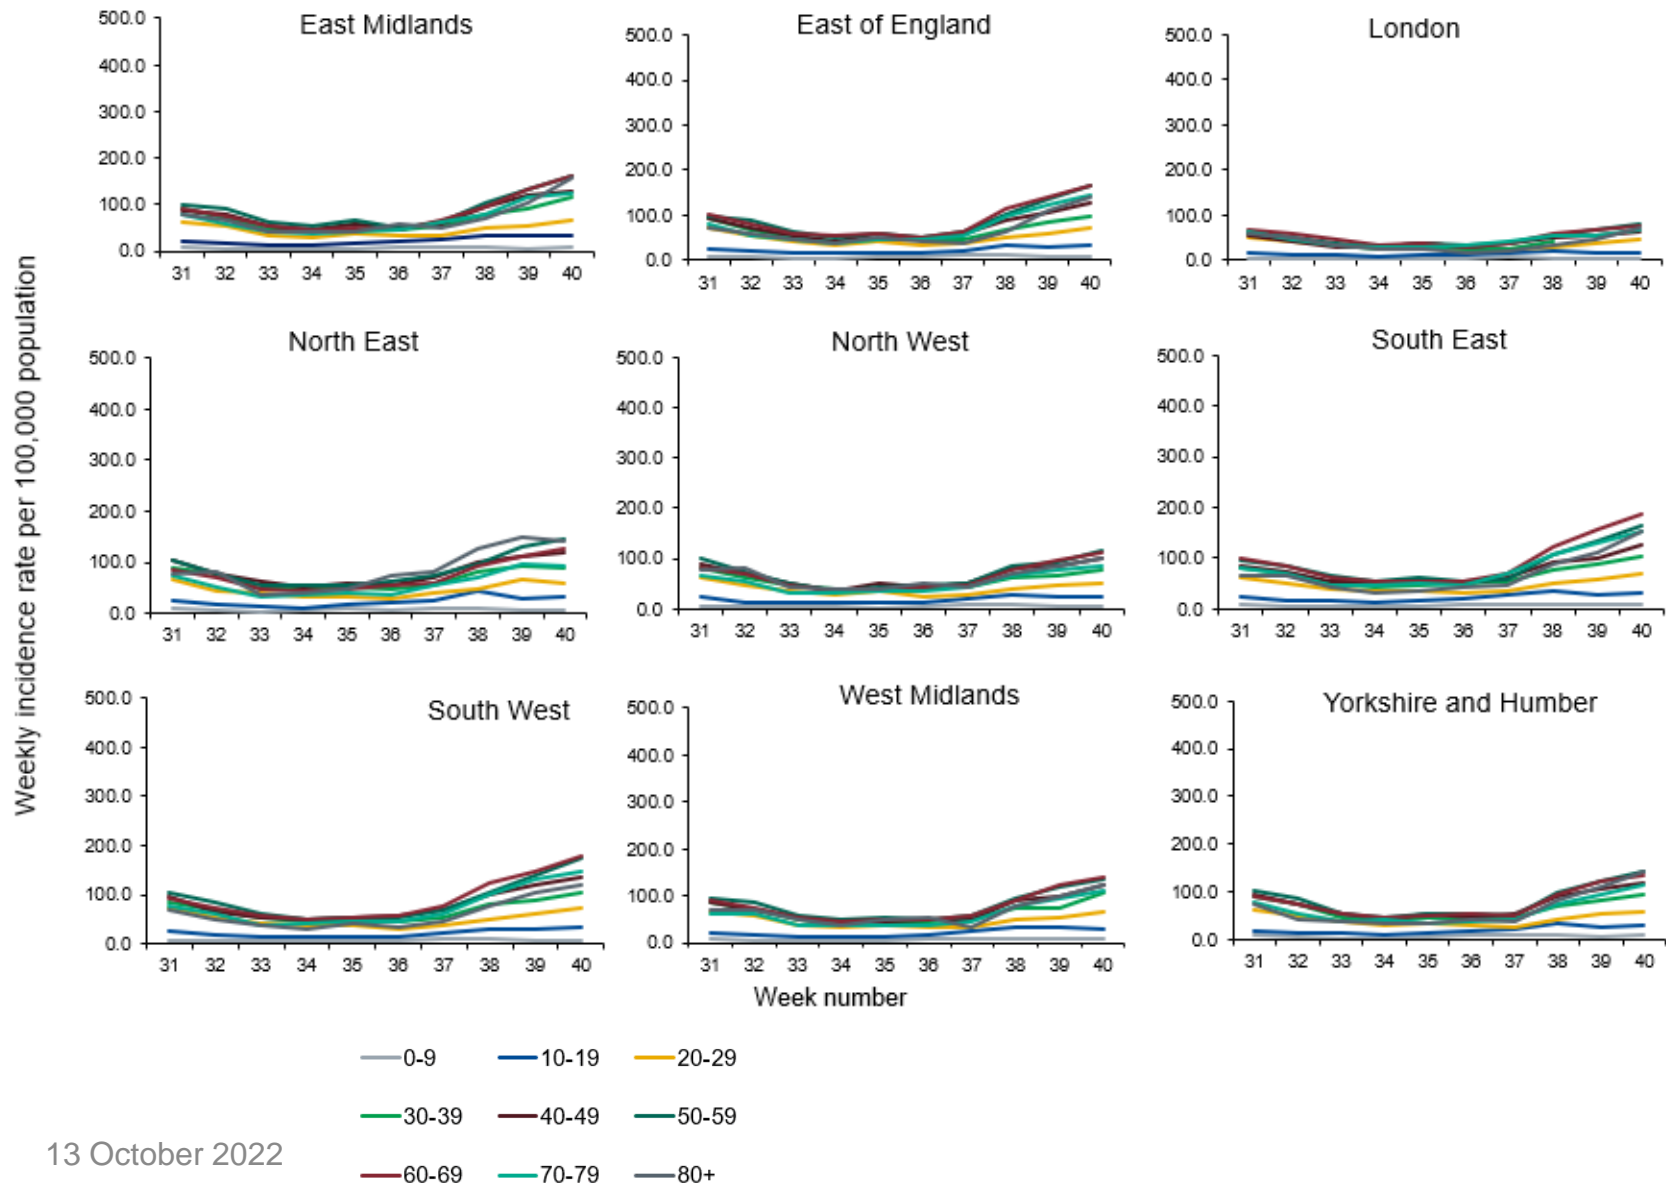 Weekly incidence rate per 100,000 population
East Midlands
500.0
400.0
300.0
200.0
100.0
0.0
31 32 33 34 35 36 37 38 39 40
East of England
500.0
400.0
300.0
200.0
100.0
0.0
31 32 33 34 35 36 37 38 39 40
London
500.0
400.0
300.0
200.0
100.0
0.0
31 32 33 34 35 36 37 38 39 40
North East
500.0
400.0
300.0
200.0
100.0
0.0
31 32 33 34 35 36 37 38 39 40
North West
500.0
400.0
300.0
200.0
100.0
0.0
31 32 33 34 35 36 37 38 39 40
South East
500.0
400.0
300.0
200.0
100.0
0.0
31 32 33 34 35 36 37 38 39 40
South West
500.0
400.0
300.0
200.0
100.0
0.0
31 32 33 34 35 36 37 38 39 40
West Midlands
500.0
400.0
300.0
200.0
100.0
0.0
31 32 33 34 35 36 37 38 39 40
Yorkshire and Humber
500.0
400.0
300.0
200.0
100.0
0.0
31 32 33 34 35 36 37 38 39 40
Week number
0-9 10-19 20-29
30-39 40-49 50-59
60-69 70-79 80+
13 October 2022